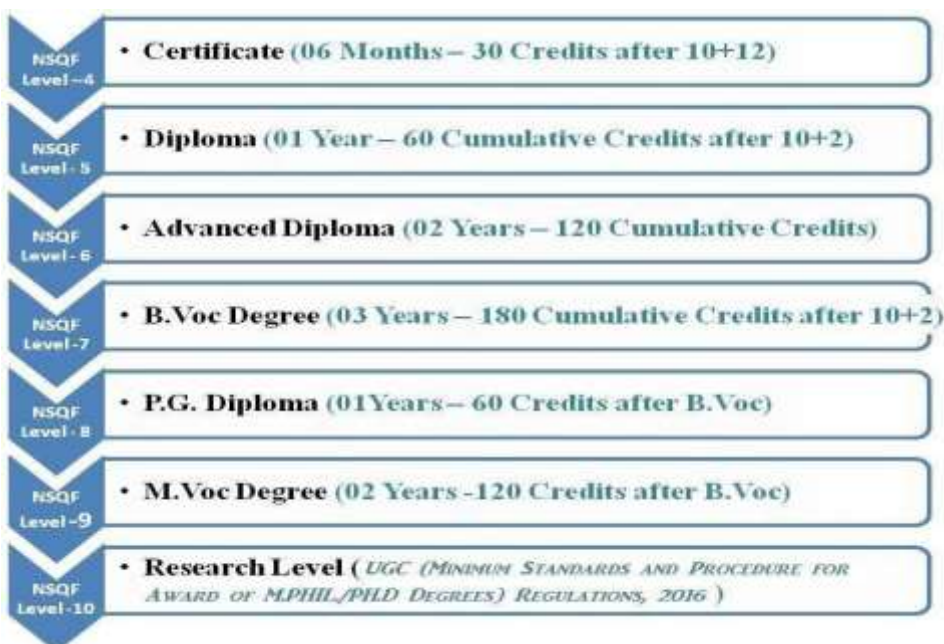 NSQF
Level-4
• Certificate (06 Months – 30 Credits after 10+12)
NSQF
Level-5
• Diploma (01 Year – 60 Cumulative Credits after 10+2)
NSQF
Level-6
• Advanced Diploma (02 Years – 120 Cumulative Credits)
NSQF
Level-7
• B.Voc Degree (03 Years – 180 Cumulative Credits after 10+2)
NSQF
Level-8
• P.G. Diploma (01Years – 60 Credits after B.Voc)
NSQF
Level-9
• M.Voc Degree (02 Years -120 Credits after B.Voc)
NSQF
Level-10
• Research Level ( UGC (MINIMUM STANDARDS AND PROCEDURE FOR
AWARD OF M.PHIL./PH.D DEGREES) REGULATIONS, 2016 )